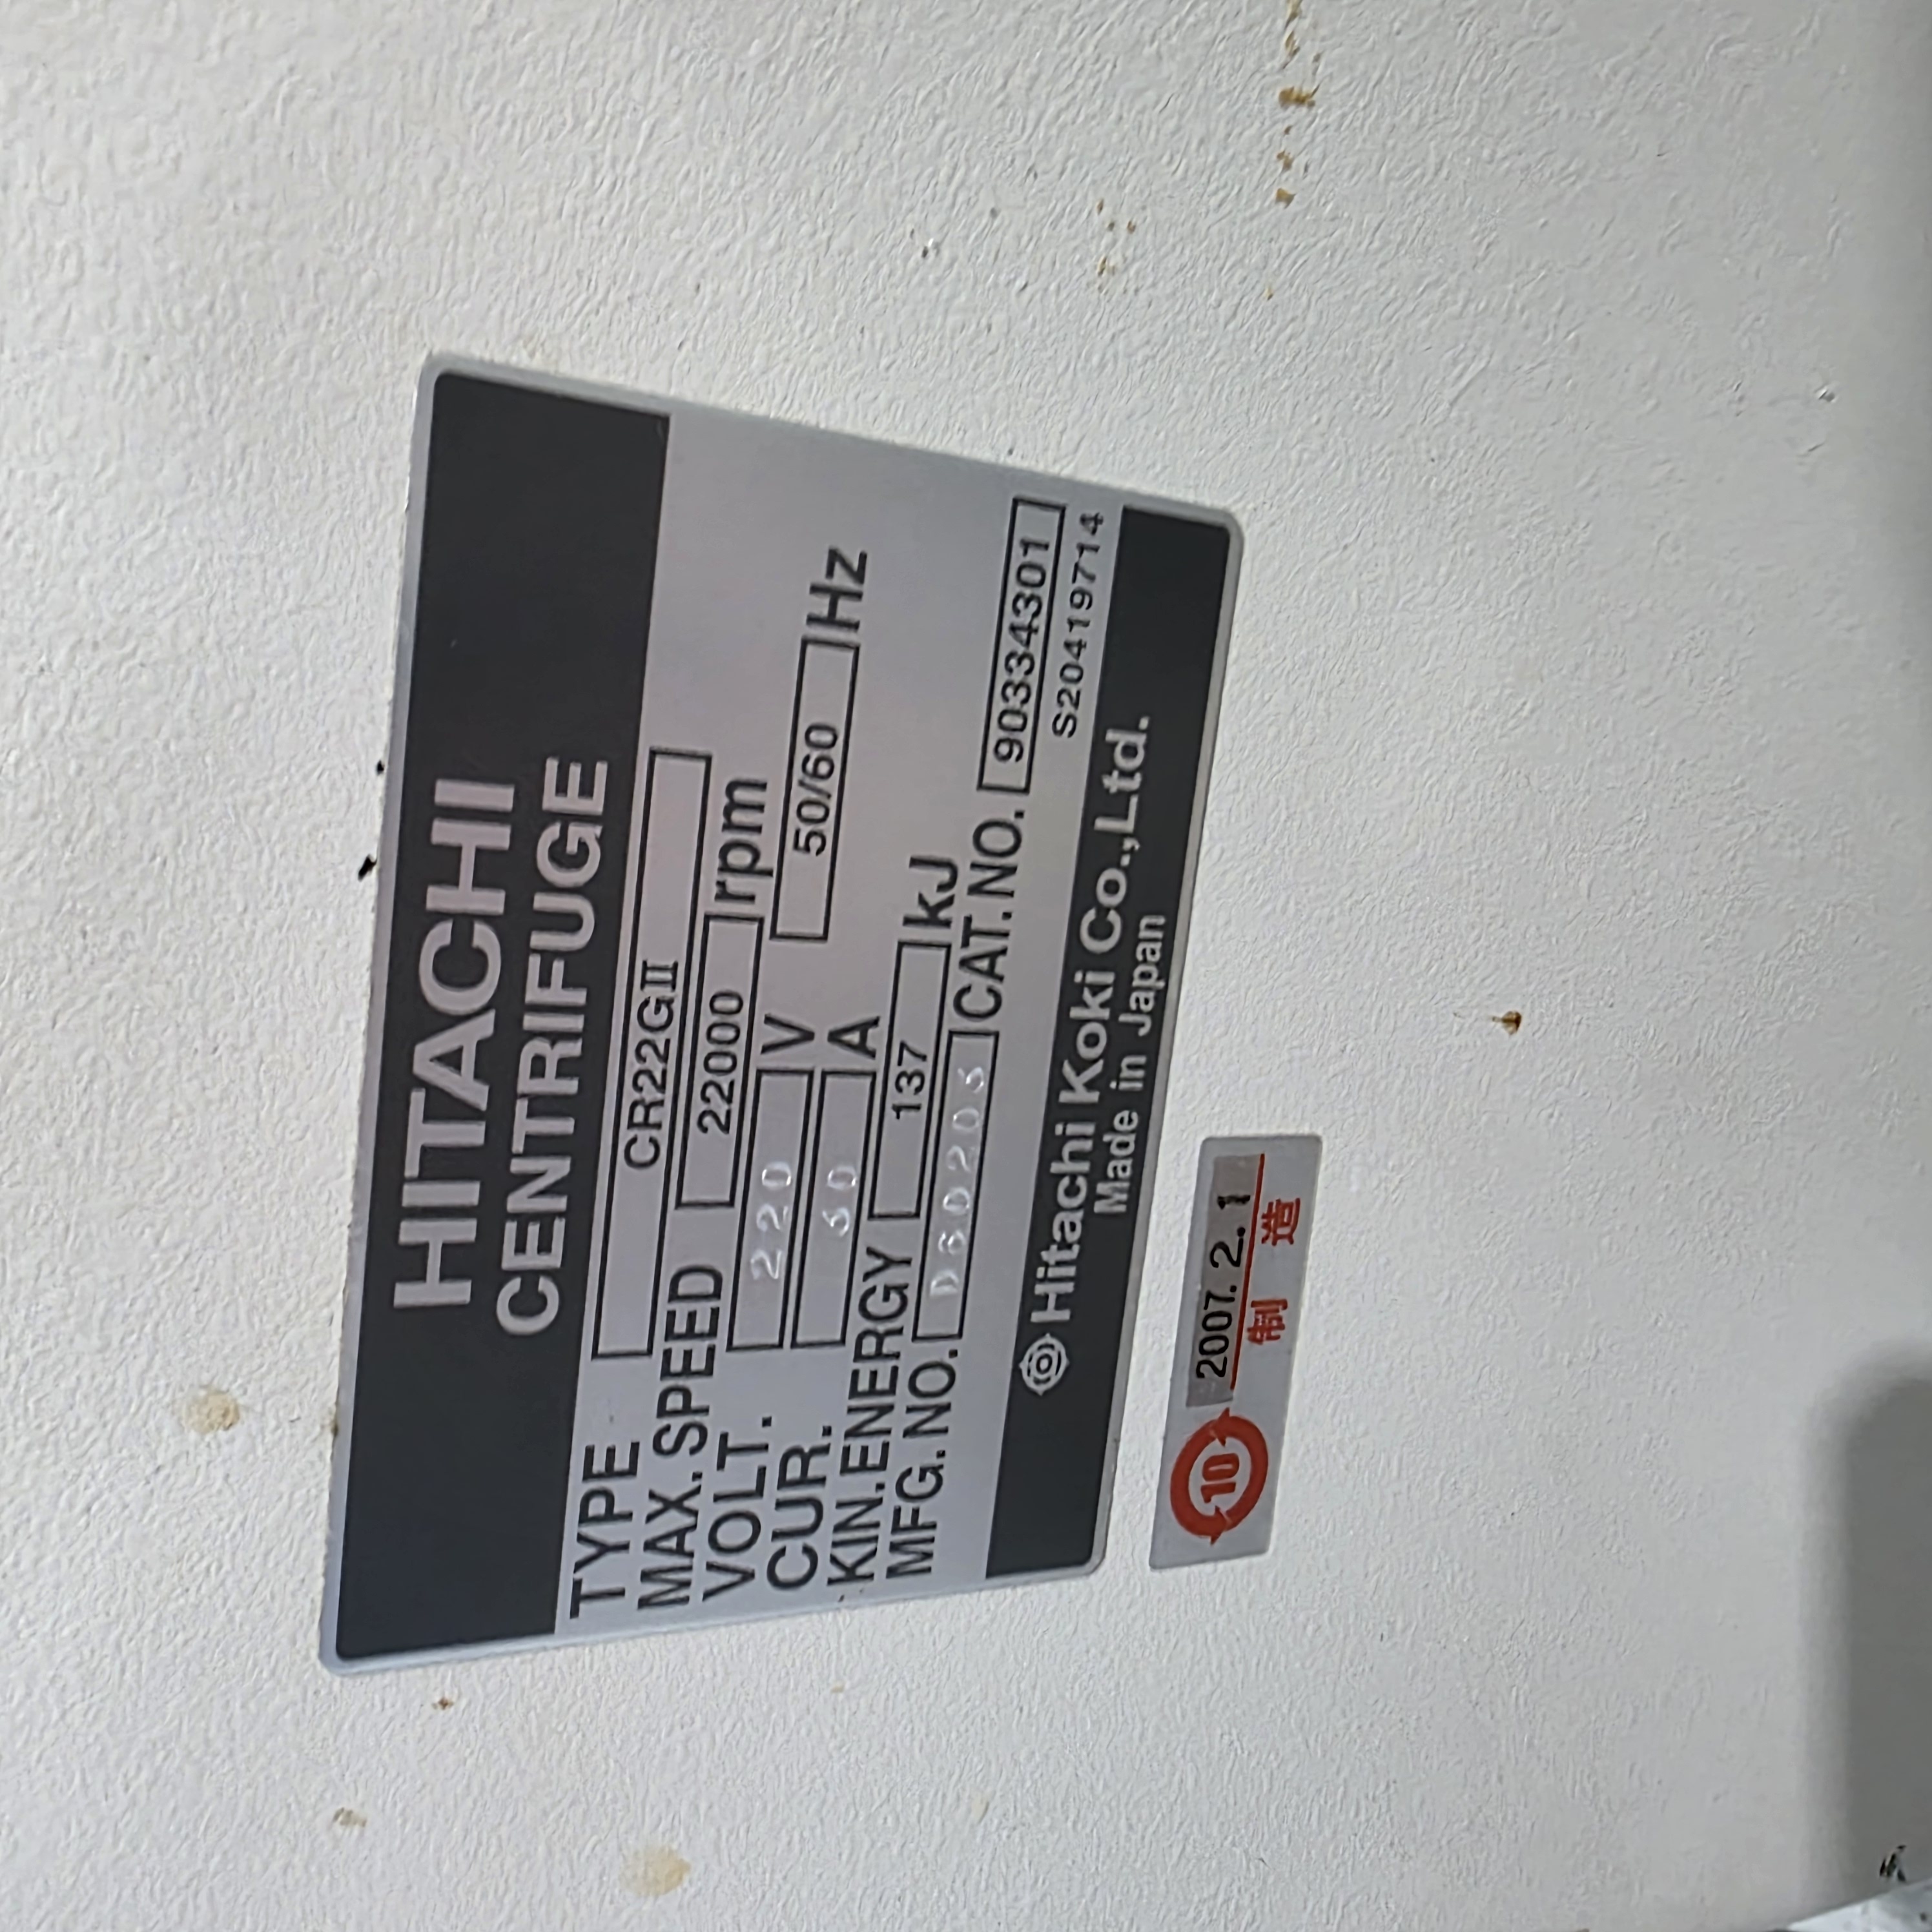 HITACHI
CENTRIFUGE
TYPE CR22GII
MAX.SPEED 22000 rpm
VOLT. 220 V 50/60 Hz
CUR. A
KIN.ENERGY 137 kJ
MFG.NO. CAT.NO. 90334301
S20419714
Hitachi Koki Co.,Ltd.
Made in Japan
10 2007.2.1
制 造